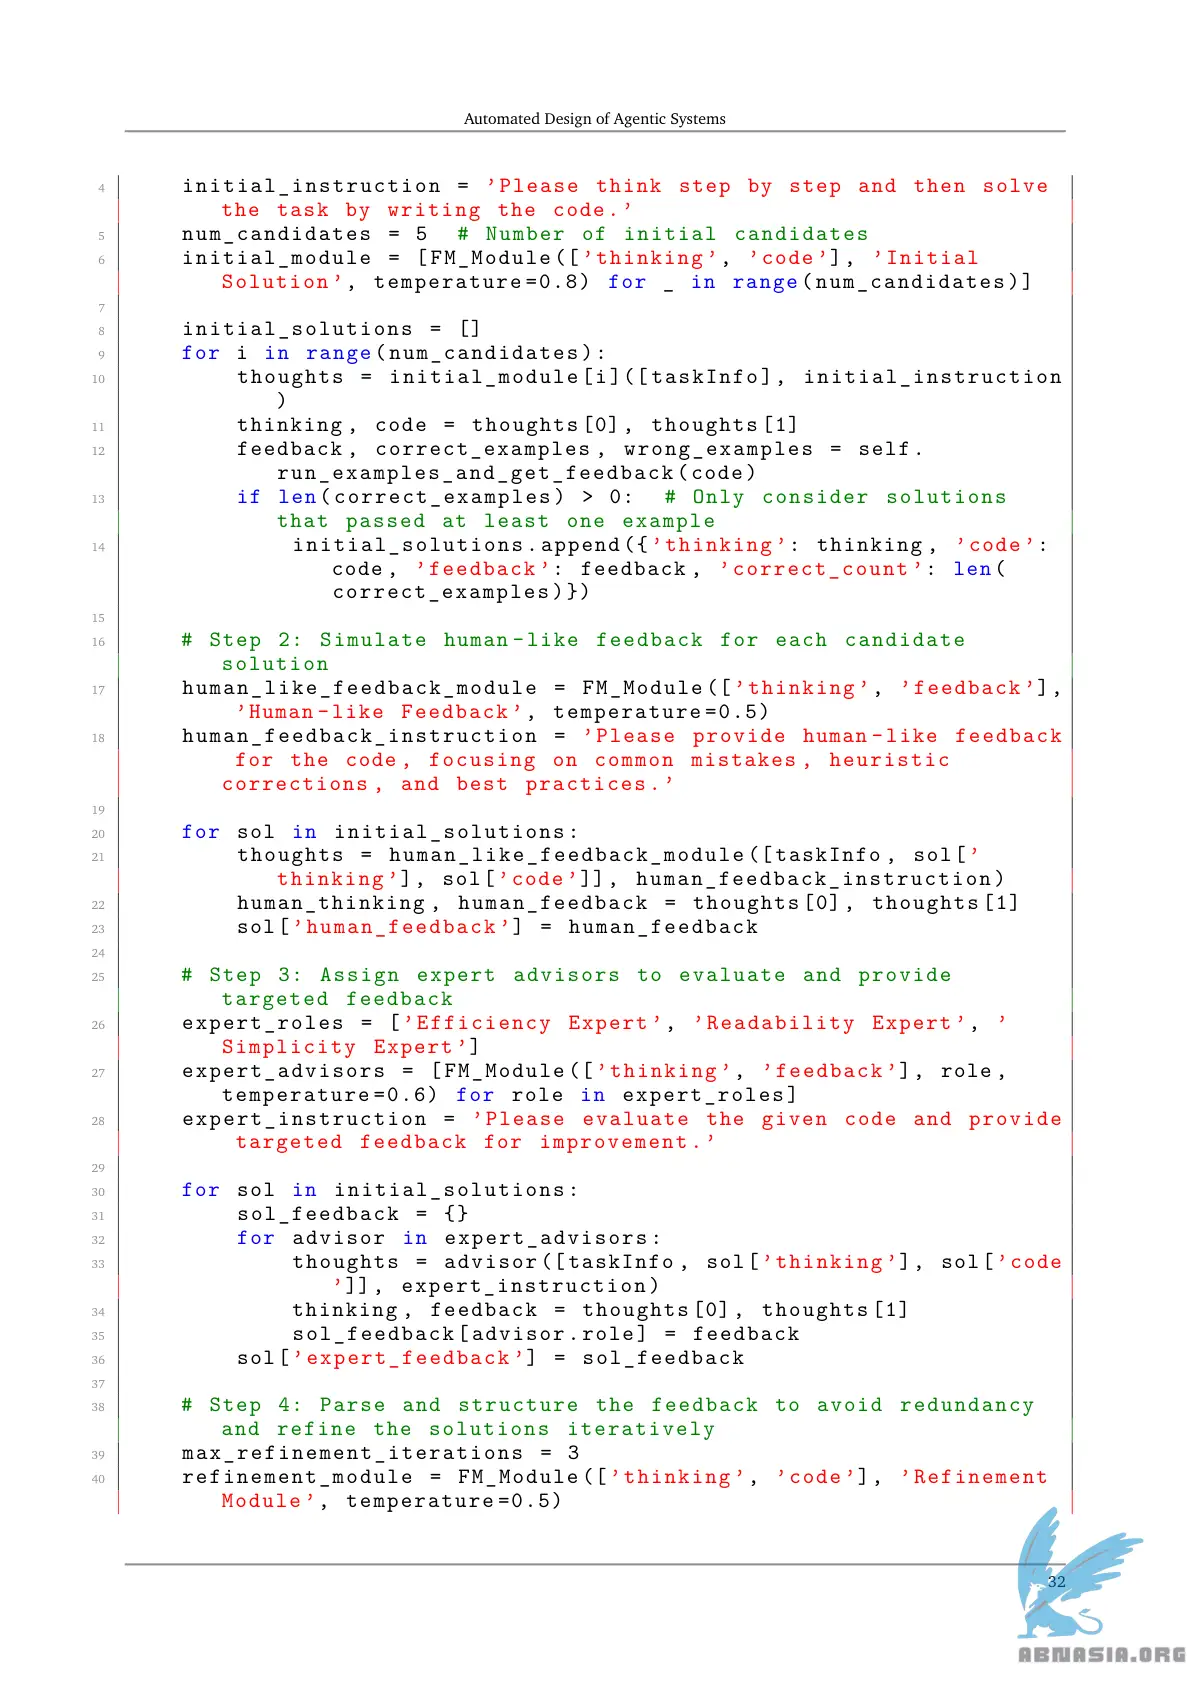 Automated Design of Agentic Systems
4 initial_instruction = 'Please think step by step and then solve
the task by writing the code.'
5 num_candidates = 5  # Number of initial candidates
6 initial_module = [FM_Module(['thinking', 'code'], 'Initial
Solution', temperature=0.8) for _ in range(num_candidates)]
7
8 initial_solutions = []
9 for i in range(num_candidates):
10 thoughts = initial_module[i]([taskInfo], initial_instruction
)
11 thinking, code = thoughts[0], thoughts[1]
12 feedback, correct_examples, wrong_examples = self.
run_examples_and_get_feedback(code)
13 if len(correct_examples) > 0:  # Only consider solutions
that passed at least one example
14 initial_solutions.append({'thinking': thinking, 'code':
code, 'feedback': feedback, 'correct_count': len(
correct_examples)})
15
16 # Step 2: Simulate human-like feedback for each candidate
solution
17 human_like_feedback_module = FM_Module(['thinking', 'feedback'],
'Human-like Feedback', temperature=0.5)
18 human_feedback_instruction = 'Please provide human-like feedback
for the code, focusing on common mistakes, heuristic
corrections, and best practices.'
19
20 for sol in initial_solutions:
21 thoughts = human_like_feedback_module([taskInfo, sol['
thinking'], sol['code']], human_feedback_instruction)
22 human_thinking, human_feedback = thoughts[0], thoughts[1]
23 sol['human_feedback'] = human_feedback
24
25 # Step 3: Assign expert advisors to evaluate and provide
targeted feedback
26 expert_roles = ['Efficiency Expert', 'Readability Expert', '
Simplicity Expert']
27 expert_advisors = [FM_Module(['thinking', 'feedback'], role,
temperature=0.6) for role in expert_roles]
28 expert_instruction = 'Please evaluate the given code and provide
targeted feedback for improvement.'
29
30 for sol in initial_solutions:
31 sol_feedback = {}
32 for advisor in expert_advisors:
33 thoughts = advisor([taskInfo, sol['thinking'], sol['code
']], expert_instruction)
34 thinking, feedback = thoughts[0], thoughts[1]
35 sol_feedback[advisor.role] = feedback
36 sol['expert_feedback'] = sol_feedback
37
38 # Step 4: Parse and structure the feedback to avoid redundancy
and refine the solutions iteratively
39 max_refinement_iterations = 3
40 refinement_module = FM_Module(['thinking', 'code'], 'Refinement
Module', temperature=0.5)
32
ABNASIA.ORG